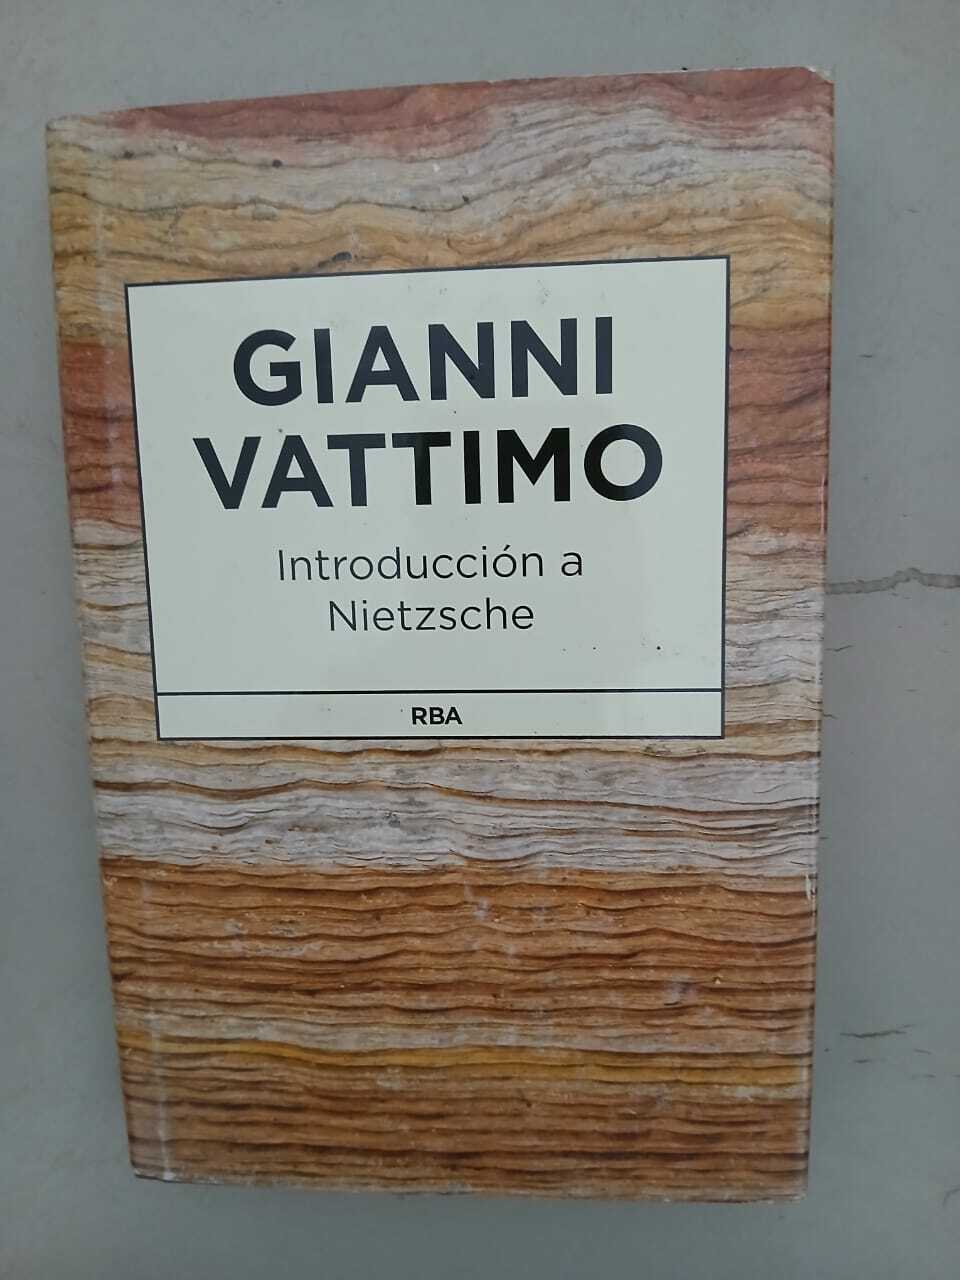 GIANNI
VATTIMO
Introducción a
Nietzsche
RBA